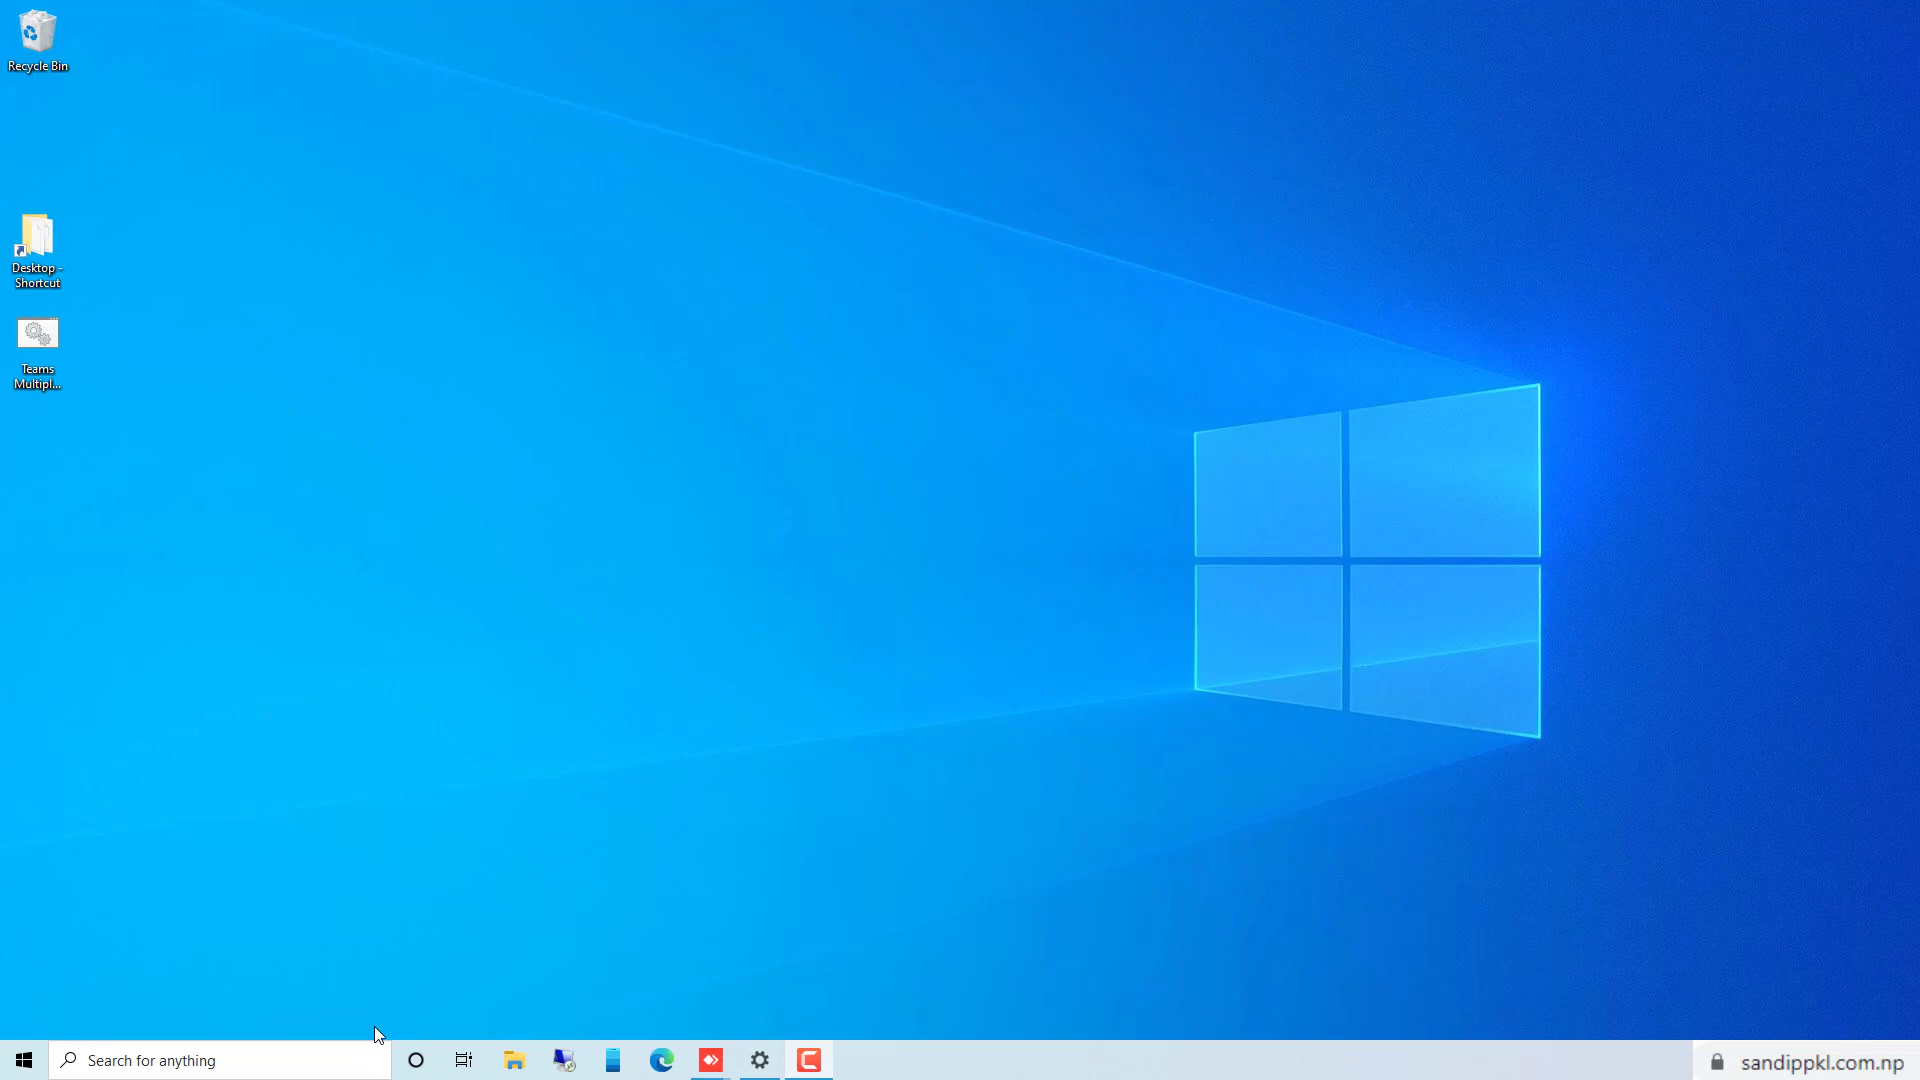 Recycle Bin
Desktop -
Shortcut
Teams
Multipl...
Search for anything
sandippkl.com.np